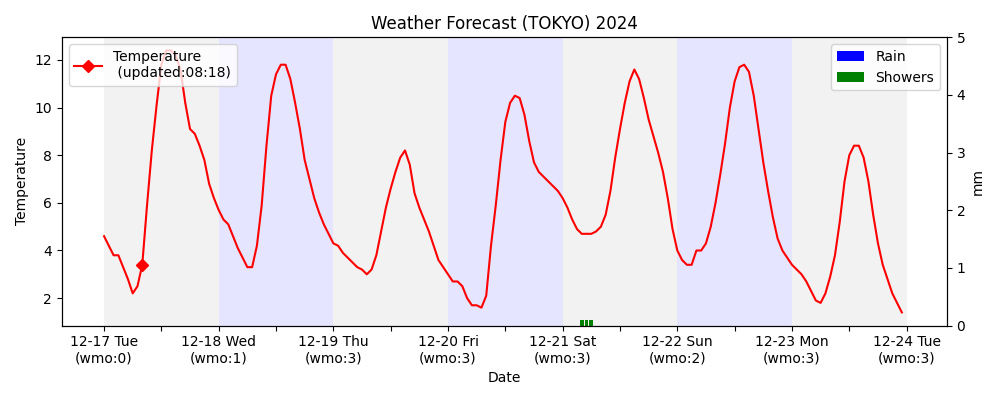 Weather Forecast (TOKYO) 2024
Temperature
(updated:08:18)
Rain
Showers
12
10
8
6
4
2
Temperature
5
4
3
2
1
0
mm
12-17 Tue
(wmo:0)
12-18 Wed
(wmo:1)
12-19 Thu
(wmo:3)
12-20 Fri
(wmo:3)
12-21 Sat
(wmo:3)
12-22 Sun
(wmo:2)
12-23 Mon
(wmo:3)
12-24 Tue
(wmo:3)
Date